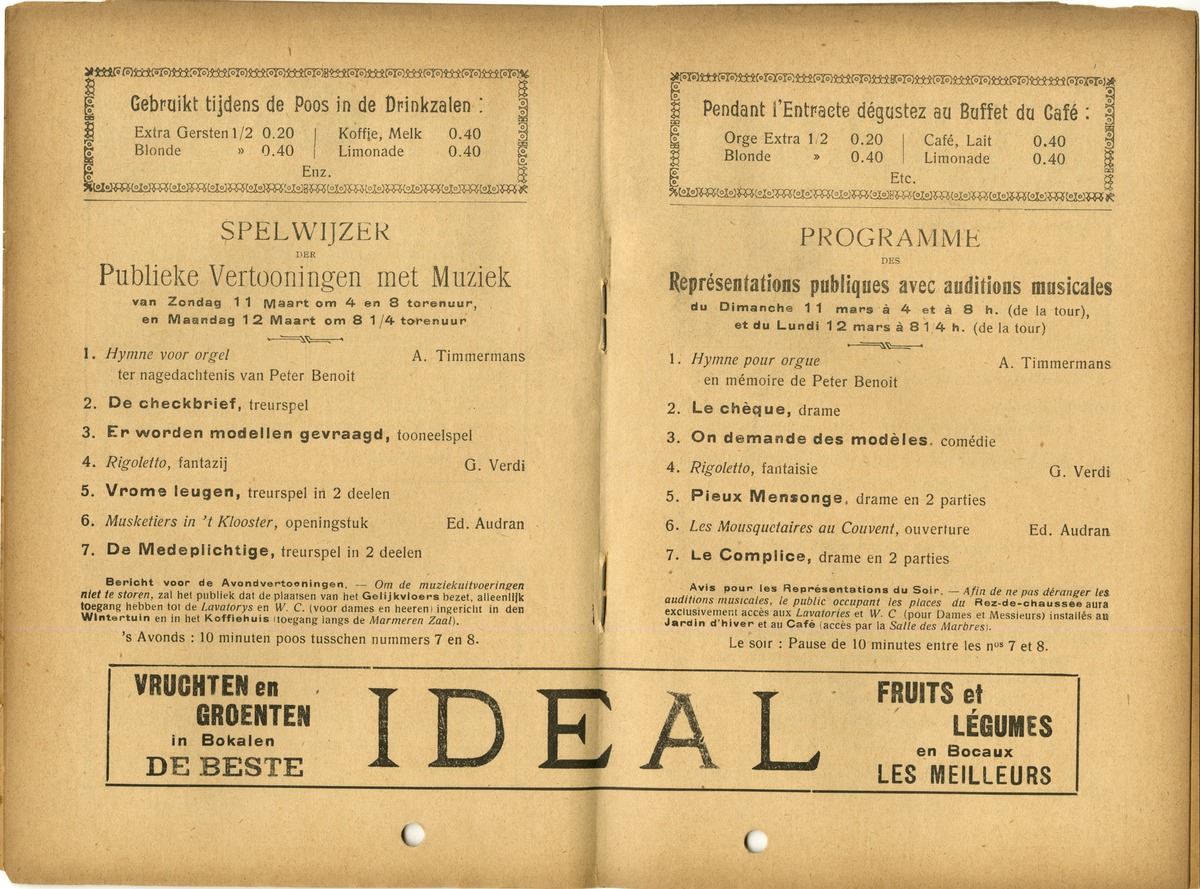 Gebruikt tijdens de Poos in de Drinkzalen :
Extra Gersten 1/2 0.20 | Koffie, Melk 0.40
Blonde » 0.40 | Limonade 0.40
Enz.
SPELWIJZER
DER
Publieke Vertooningen met Muziek
van Zondag 11 Maart om 4 en 8 torenuur,
en Maandag 12 Maart om 8 1/4 torenuur
1. Hymne voor orgel A. Timmermans
ter nagedachtenis van Peter Benoit
2. De checkbrief, treurspel
3. Er worden modellen gevraagd, tooneelspel
4. Rigoletto, fantazij G. Verdi
5. Vrome leugen, treurspel in 2 deelen
6. Musketiers in 't Klooster, openingstuk Ed. Audran
7. De Medeplichtige, treurspel in 2 deelen
Bericht voor de Avondvertooningen. — Om de muziekuitvoeringen
niet te storen, zal het publiek dat de plaatsen van het Gelijkvloers bezet, alleenlijk
toegang hebben tot de Lavatorys en W. C. (voor dames en heeren) ingericht in den
Wintertuin en in het Koffiehuis (toegang langs de Marmeren Zaal).
's Avonds : 10 minuten poos tusschen nummers 7 en 8.
Pendant l'Entracte dégustez au Buffet du Café :
Orge Extra 1/2 0.20 | Café, Lait 0.40
Blonde » 0.40 | Limonade 0.40
Etc.
PROGRAMME
DES
Représentations publiques avec auditions musicales
du Dimanche 11 mars à 4 et à 8 h. (de la tour),
et du Lundi 12 mars à 8 1 4 h. (de la tour)
1. Hymne pour orgue A. Timmermans
en mémoire de Peter Benoit
2. Le chèque, drame
3. On demande des modèles. comédie
4. Rigoletto, fantaisie G. Verdi
5. Pieux Mensonge, drame en 2 parties
6. Les Mousquetaires au Couvent, ouverture Ed. Audran
7. Le Complice, drame en 2 parties
Avis pour les Représentations du Soir. — Afin de ne pas déranger les
auditions musicales, le public occupant les places du Rez-de-chaussée aura
exclusivement accès aux Lavatories et W. C (pour Dames et Messieurs) installés au
Jardin d'hiver et au Café (accès par la Salle des Marbres).
Le soir : Pause de 10 minutes entre les nos 7 et 8.
VRUCHTEN en
GROENTEN
in Bokalen
DE BESTE
IDEAL
FRUITS et
LÉGUMES
en Bocaux
LES MEILLEURS